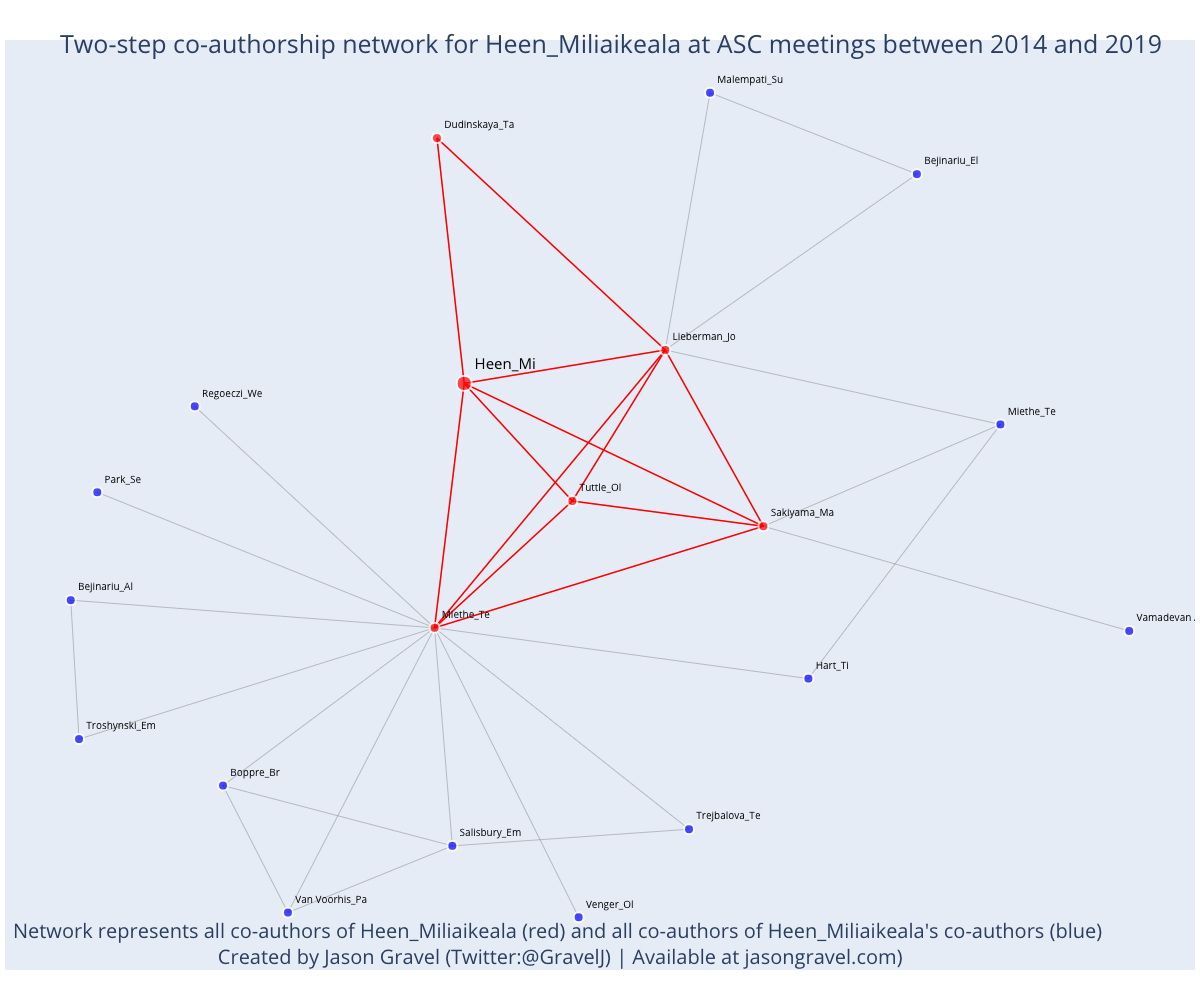 Two-step co-authorship network for Heen_Miliaikeala at ASC meetings between 2014 and 2019
Malempati_Su
Dudinskaya_Ta
Bejinariu_El
Lieberman_Jo
Heen_Mi
Regoeczi_We
Miethe_Te
Park_Se
Tuttle_Ol
Sakiyama_Ma
Bejinariu_Al
Miethe_Te
Vamadevan
Hart_Ti
Troshynski_Em
Boppre_Br
Trejbalova_Te
Salisbury_Em
Van Voorhis_Pa
Venger_Ol
Network represents all co-authors of Heen_Miliaikeala (red) and all co-authors of Heen_Miliaikeala's co-authors (blue)
Created by Jason Gravel (Twitter:@GravelJ) | Available at jasongravel.com)